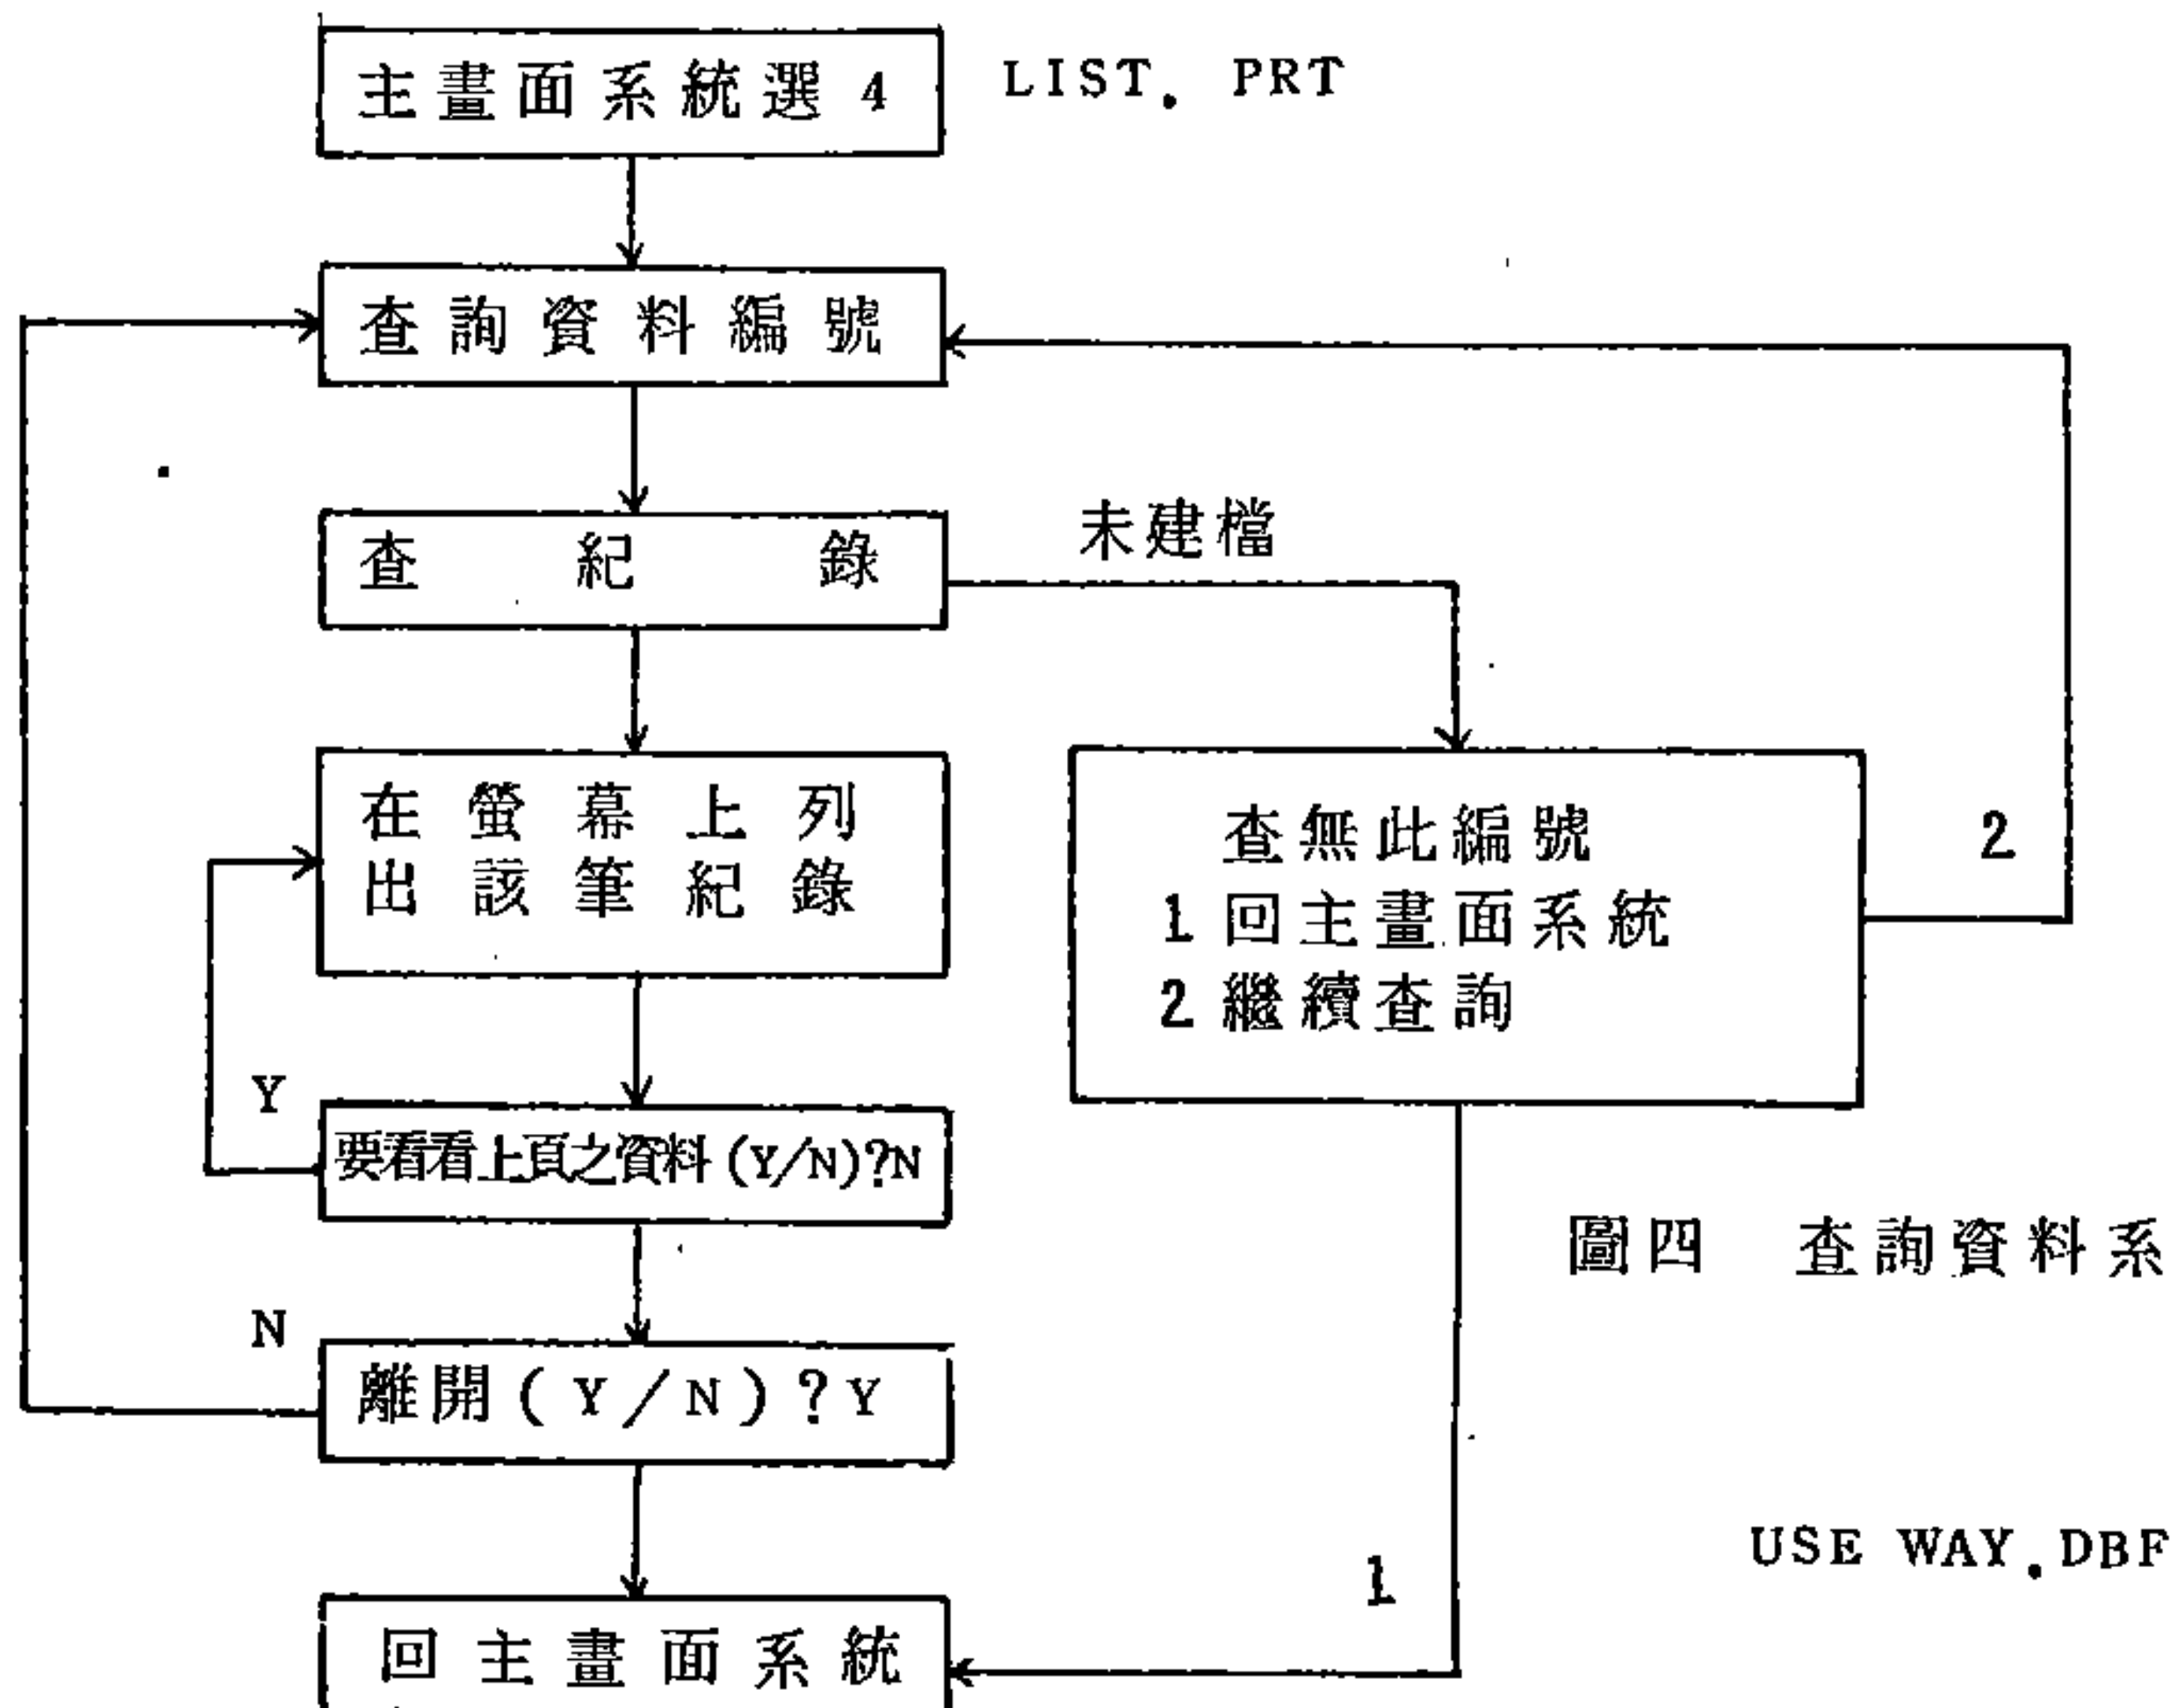 主畫面系統選 4
LIST. PRT
查詢資料編號
查紀錄
未建檔
在螢幕上列
出該筆紀錄
查無此編號
1 回主畫面系統
2 繼續查詢
2
Y
要看看上頁之資料(Y/N)?N
圖四 查詢資料系
N
離開(Y/N)?Y
USE WAY.DBF
1
回主畫面系統